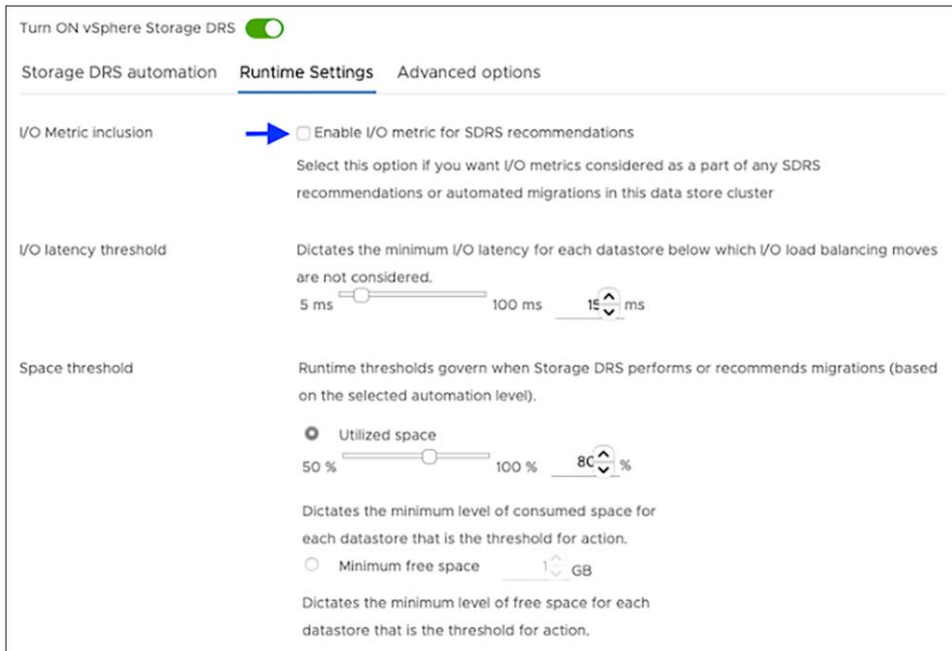 Turn ON vSphere Storage DRS
Storage DRS automation Runtime Settings Advanced options
I/O Metric inclusion Enable I/O metric for SDRS recommendations
Select this option if you want I/O metrics considered as a part of any SDRS
recommendations or automated migrations in this data store cluster
I/O latency threshold Dictates the minimum I/O latency for each datastore below which I/O load balancing moves
are not considered.
5 ms 100 ms 15 ms
Space threshold Runtime thresholds govern when Storage DRS performs or recommends migrations (based
on the selected automation level).
Utilized space
50 % 100 % 80 %
Dictates the minimum level of consumed space for
each datastore that is the threshold for action.
Minimum free space 1 GB
Dictates the minimum level of free space for each
datastore that is the threshold for action.